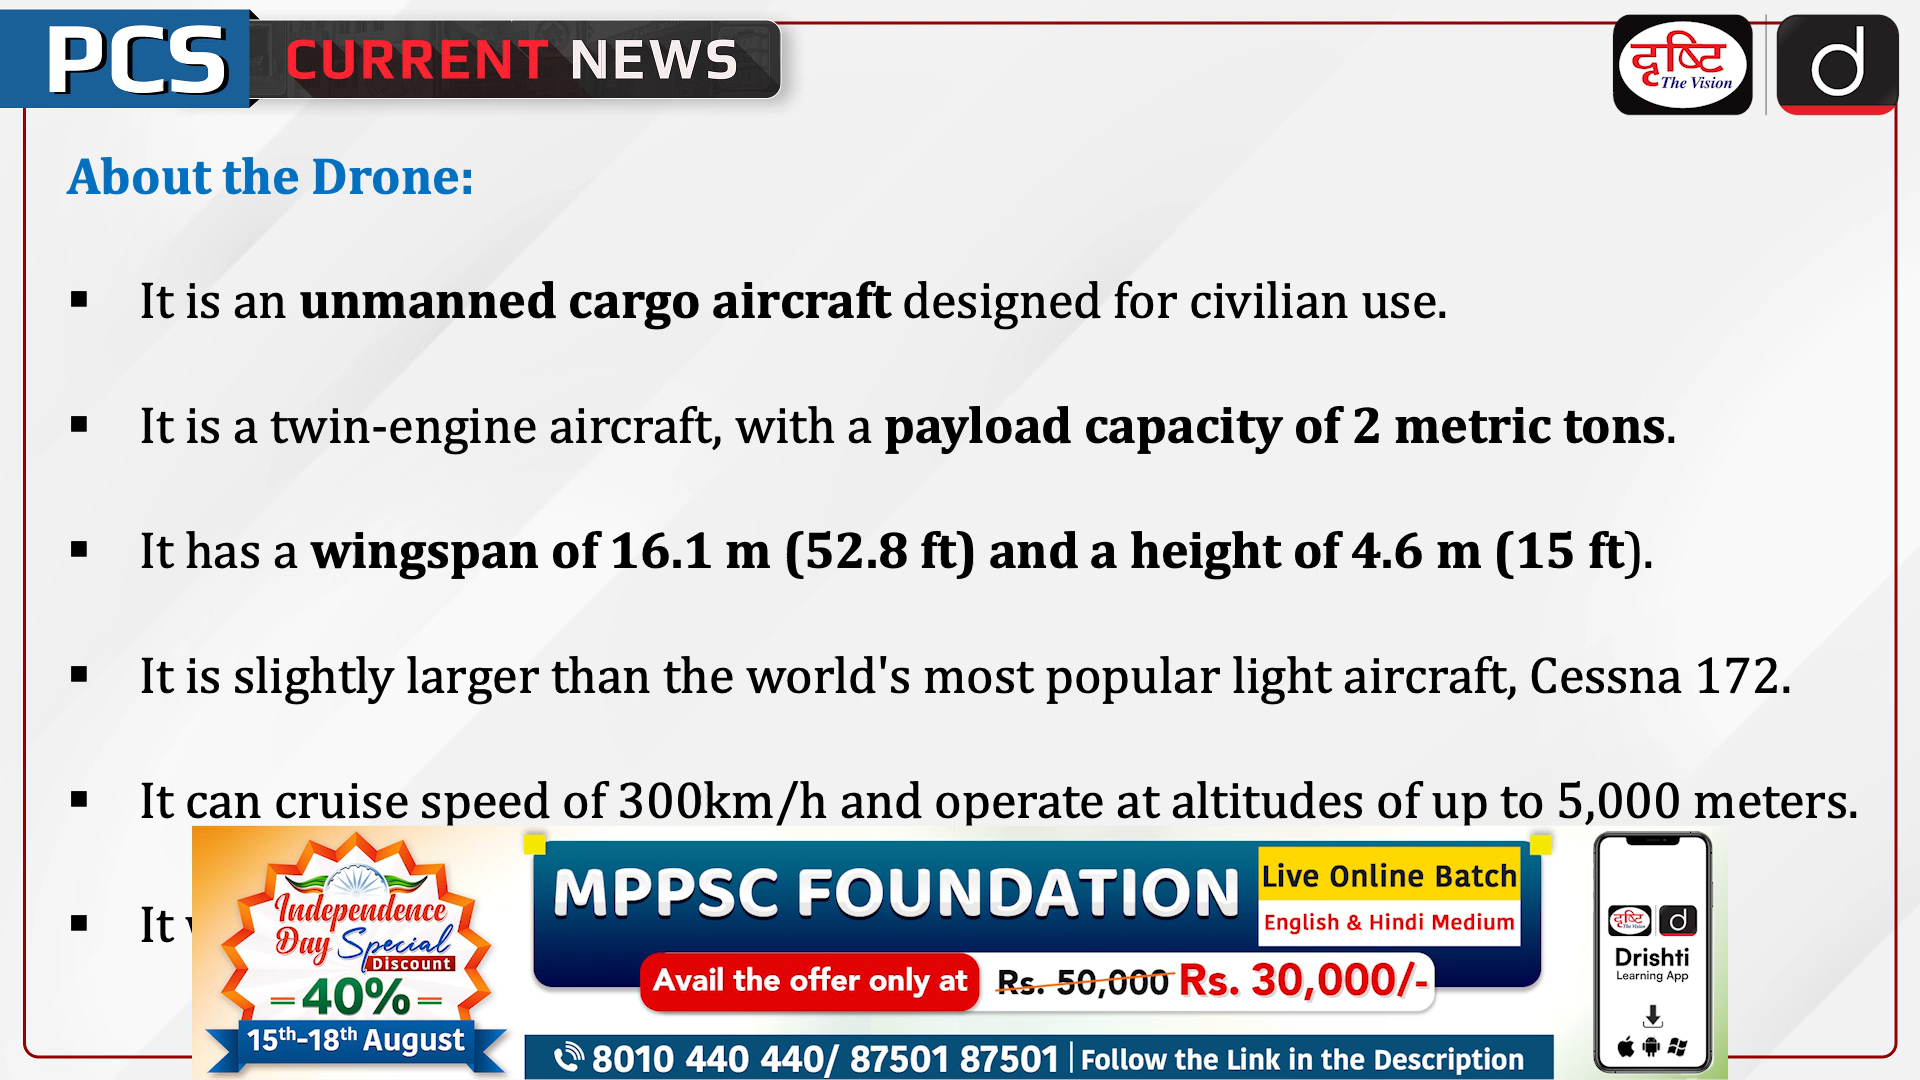 PCS CURRENT NEWS
दृष्टि
The Vision
d
About the Drone:
▪ It is an unmanned cargo aircraft designed for civilian use.
▪ It is a twin-engine aircraft, with a payload capacity of 2 metric tons.
▪ It has a wingspan of 16.1 m (52.8 ft) and a height of 4.6 m (15 ft).
▪ It is slightly larger than the world's most popular light aircraft, Cessna 172.
▪ It can cruise speed of 300km/h and operate at altitudes of up to 5,000 meters.
▪ It
Independence
Day Special
Discount
-40%-
15th-18th August
MPPSC FOUNDATION
Live Online Batch
English & Hindi Medium
Avail the offer only at Rs. 50,000 Rs. 30,000/-
8010 440 440/ 87501 87501 | Follow the Link in the Description
दृष्टि
The Vision
d
Drishti
Learning App